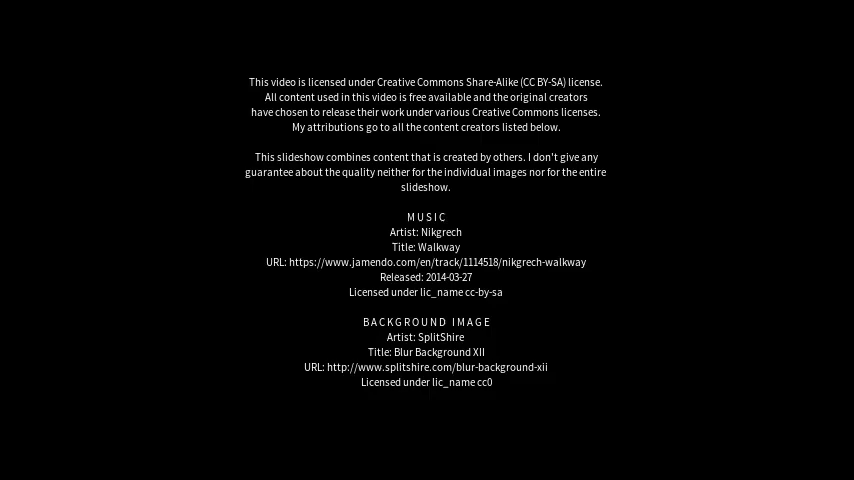 This video is licensed under Creative Commons Share-Alike (CC BY-SA) license.
All content used in this video is free available and the original creators
have chosen to release their work under various Creative Commons licenses.
My attributions go to all the content creators listed below.
This slideshow combines content that is created by others. I don't give any
guarantee about the quality neither for the individual images nor for the entire
slideshow.
MUSIC
Artist: Nikgrech
Title: Walkway
URL: https://www.jamendo.com/en/track/1114518/nikgrech-walkway
Released: 2014-03-27
Licensed under lic_name cc-by-sa
BACKGROUND IMAGE
Artist: SplitShire
Title: Blur Background XII
URL: http://www.splitshire.com/blur-background-xii
Licensed under lic_name cc0